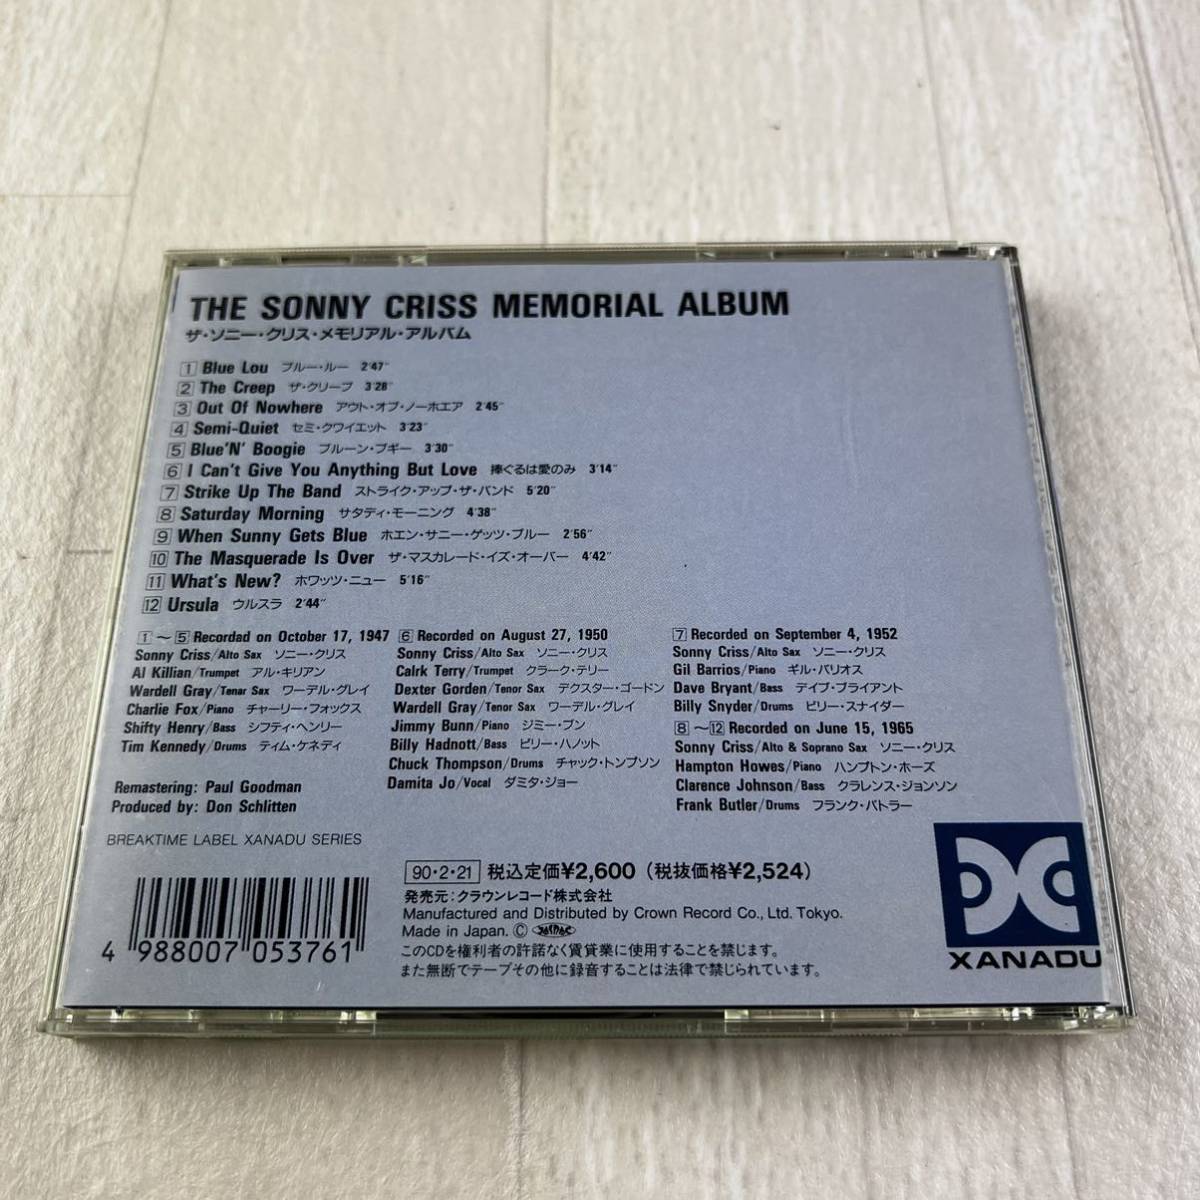 THE SONNY CRISS MEMORIAL ALBUM
ザ・ソニー・クリス・メモリアル・アルバム
1 Blue Lou ブルー・ルー 2'47"
2 The Creep ザ・クリープ 3'28"
3 Out Of Nowhere アウト・オブ・ノーホエア 2'45"
4 Semi-Quiet セミ・クワイエット 3'23"
5 Blue'N' Boogie ブルーン・ブギー 3'30"
6 I Can't Give You Anything But Love 捧ぐるは愛のみ 3'14"
7 Strike Up The Band ストライク・アップ・ザ・バンド 5'20"
8 Saturday Morning サタディ・モーニング 4'38"
9 When Sunny Gets Blue ホエン・サニー・ゲッツ・ブルー 2'56"
10 The Masquerade Is Over ザ・マスカレード・イズ・オーバー 4'42"
11 What's New? ホワッツ・ニュー 5'16"
12 Ursula ウルスラ 2'44"
1～5 Recordad on October 17, 1947
Sonny Criss/Alto Sax ソニー・クリス
Al Killian/Trumpet アル・キリアン
Wardell Gray/Tenar Sax ワーデル・グレイ
Charlie Fox/Piano チャーリー・フォックス
Shifty Henry/Bass シフティ・ヘンリー
Tim Kennedy/Drums ティム・ケネディ
6 Recorded on August 27, 1950
Sonny Criss/Alto Sax ソニー・クリス
Calrk Terry/Trumpet クラーク・テリー
Dexter Gorden/Tenor Sax デクスター・ゴードン
Wardell Gray/Tenor Sax ワーデル・グレイ
Jimmy Bunn/Piano ジミー・ブン
Billy Hadnott/Bass ビリー・ハノット
Chuck Thompson/Drums チャック・トンプソン
Damita Jo/Vocal ダミタ・ジョー
7 Recorded on September 4, 1952
Sonny Criss/Alto Sax ソニー・クリス
Gil Barrios/Piano ギル・バリオス
Dave Bryant/Bass デイブ・ブライアント
Billy Snyder/Drums ビリー・スナイダー
8～12 Recorded on June 15, 1965
Sonny Criss/Alto & Soprano Sax ソニー・クリス
Hampton Howes/Piano ハンプトン・ホーズ
Clarence Johnson/Bass クラレンス・ジョンソン
Frank Butler/Drums フランク・バトラー
Remastering: Paul Goodman
Produced by: Don Schlitten
BREAKTIME LABEL XANADU SERIES
4 988007 053761
90・2・21 税込定価¥2,600（税抜価格¥2,524）
発売元：クラウンレコード株式会社
Manufactured and Distributed by Crown Record Co., Ltd. Tokyo.
Made in Japan. Ⓒ JASRAC
このCDを権利者の許諾なく賃貸業に使用することを禁じます。
また無断でテープその他に録音することは法律で禁じられています。
XANADU